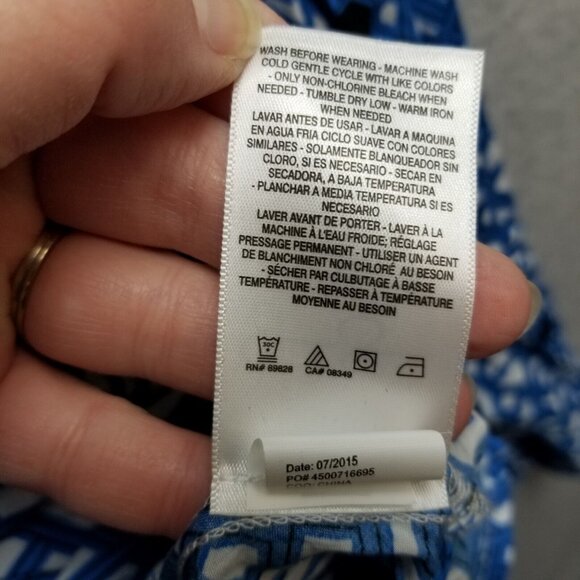 WASH BEFORE WEARING - MACHINE WASH
COLD GENTLE CYCLE WITH LIKE COLORS
- ONLY NON-CHLORINE BLEACH WHEN
NEEDED - TUMBLE DRY LOW - WARM IRON
WHEN NEEDED
LAVAR ANTES DE USAR - LAVAR A MAQUINA
EN AGUA FRIA CICLO SUAVE CON COLORES
SIMILARES - SOLAMENTE BLANQUEADOR SIN
CLORO, SI ES NECESARIO - SECAR EN
SECADORA, A BAJA TEMPERATURA
- PLANCHAR A MEDIA TEMPERATURA SI ES
NECESARIO
LAVER AVANT DE PORTER - LAVER À LA
MACHINE À L'EAU FROIDE; RÉGLAGE
PRESSAGE PERMANENT - UTILISER UN AGENT
DE BLANCHIMENT NON CHLORÉ AU BESOIN
- SÉCHER PAR CULBUTAGE À BASSE
TEMPÉRATURE - REPASSER À TEMPÉRATURE
MOYENNE AU BESOIN
30C
RN# 89828 CA# 08349
Date: 07/2015
PO# 4500716695
COO: CHINA